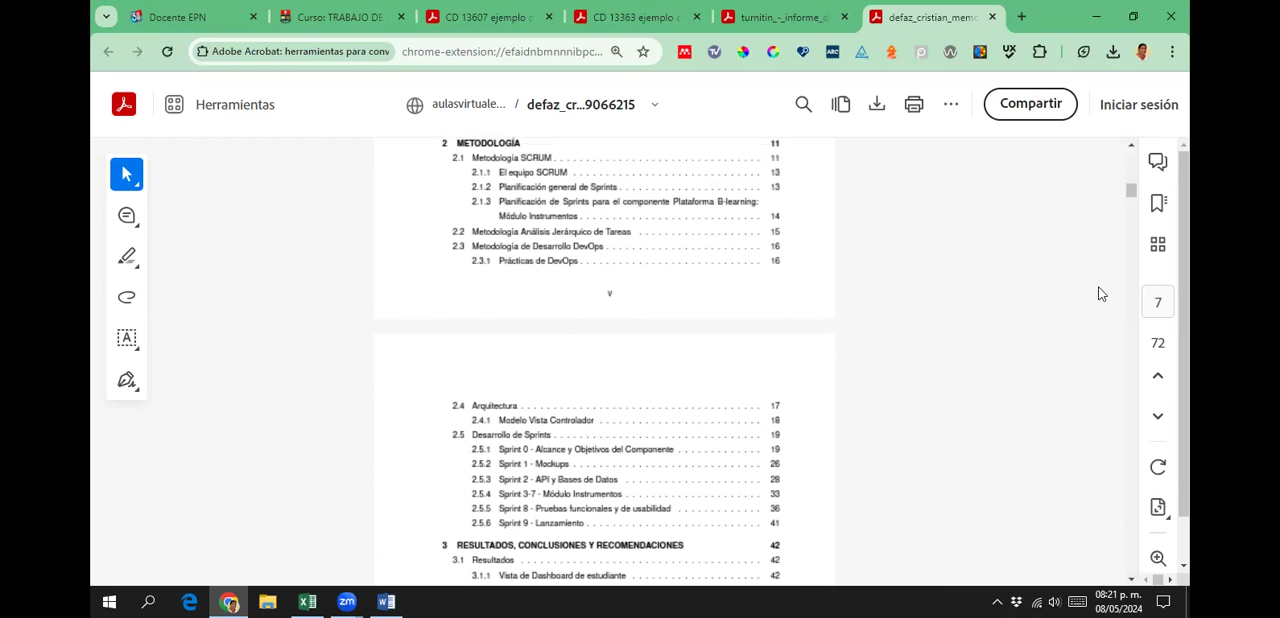 Docente EPN
Curso: TRABAJO DE
CD 13607 ejemplo d
CD 13363 ejemplo c
turnitin_-_informe_d
defaz_cristian_memo
Adobe Acrobat: herramientas para conv
chrome-extension://efaidnbmnnnibpc...
Herramientas
aulasvirtuale... / defaz_cr...9066215
Compartir
Iniciar sesión
2 METODOLOGÍA 11
2.1 Metodología SCRUM 11
2.1.1 El equipo SCRUM 13
2.1.2 Planificación general de Sprints 13
2.1.3 Planificación de Sprints para el componente Plataforma B-learning:
Módulo Instrumentos 14
2.2 Metodología Análisis Jerárquico de Tareas 15
2.3 Metodología de Desarrollo DevOps 16
2.3.1 Prácticas de DevOps 16
v
2.4 Arquitectura 17
2.4.1 Modelo Vista Controlador 18
2.5 Desarrollo de Sprints 19
2.5.1 Sprint 0 - Alcance y Objetivos del Componente 19
2.5.2 Sprint 1 - Mockups 26
2.5.3 Sprint 2 - API y Bases de Datos 28
2.5.4 Sprint 3-7 - Módulo Instrumentos 33
2.5.5 Sprint 8 - Pruebas funcionales y de usabilidad 36
2.5.6 Sprint 9 - Lanzamiento 41
3 RESULTADOS, CONCLUSIONES Y RECOMENDACIONES 42
3.1 Resultados 42
3.1.1 Vista de Dashboard de estudiante 42
7
72
08:21 p. m.
08/05/2024